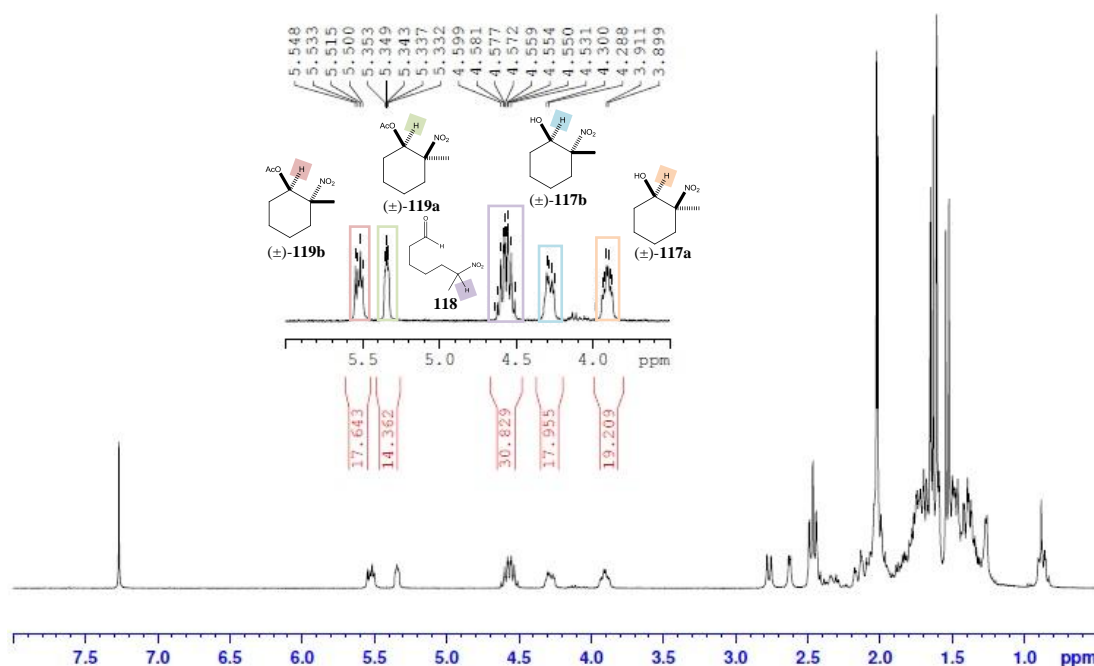 5.548
5.533
5.515
5.500
5.353
5.349
5.343
5.337
5.332
4.599
4.581
4.577
4.572
4.559
4.554
4.550
4.531
4.300
4.288
3.911
3.899
AcO H NO₂
(±)-119b
AcO H NO₂
(±)-119a
O
H
NO₂
H
118
HO H NO₂
(±)-117b
HO H NO₂
(±)-117a
5.5 5.0 4.5 4.0 ppm
17.643
14.362
30.829
17.955
19.209
7.5 7.0 6.5 6.0 5.5 5.0 4.5 4.0 3.5 3.0 2.5 2.0 1.5 1.0 ppm